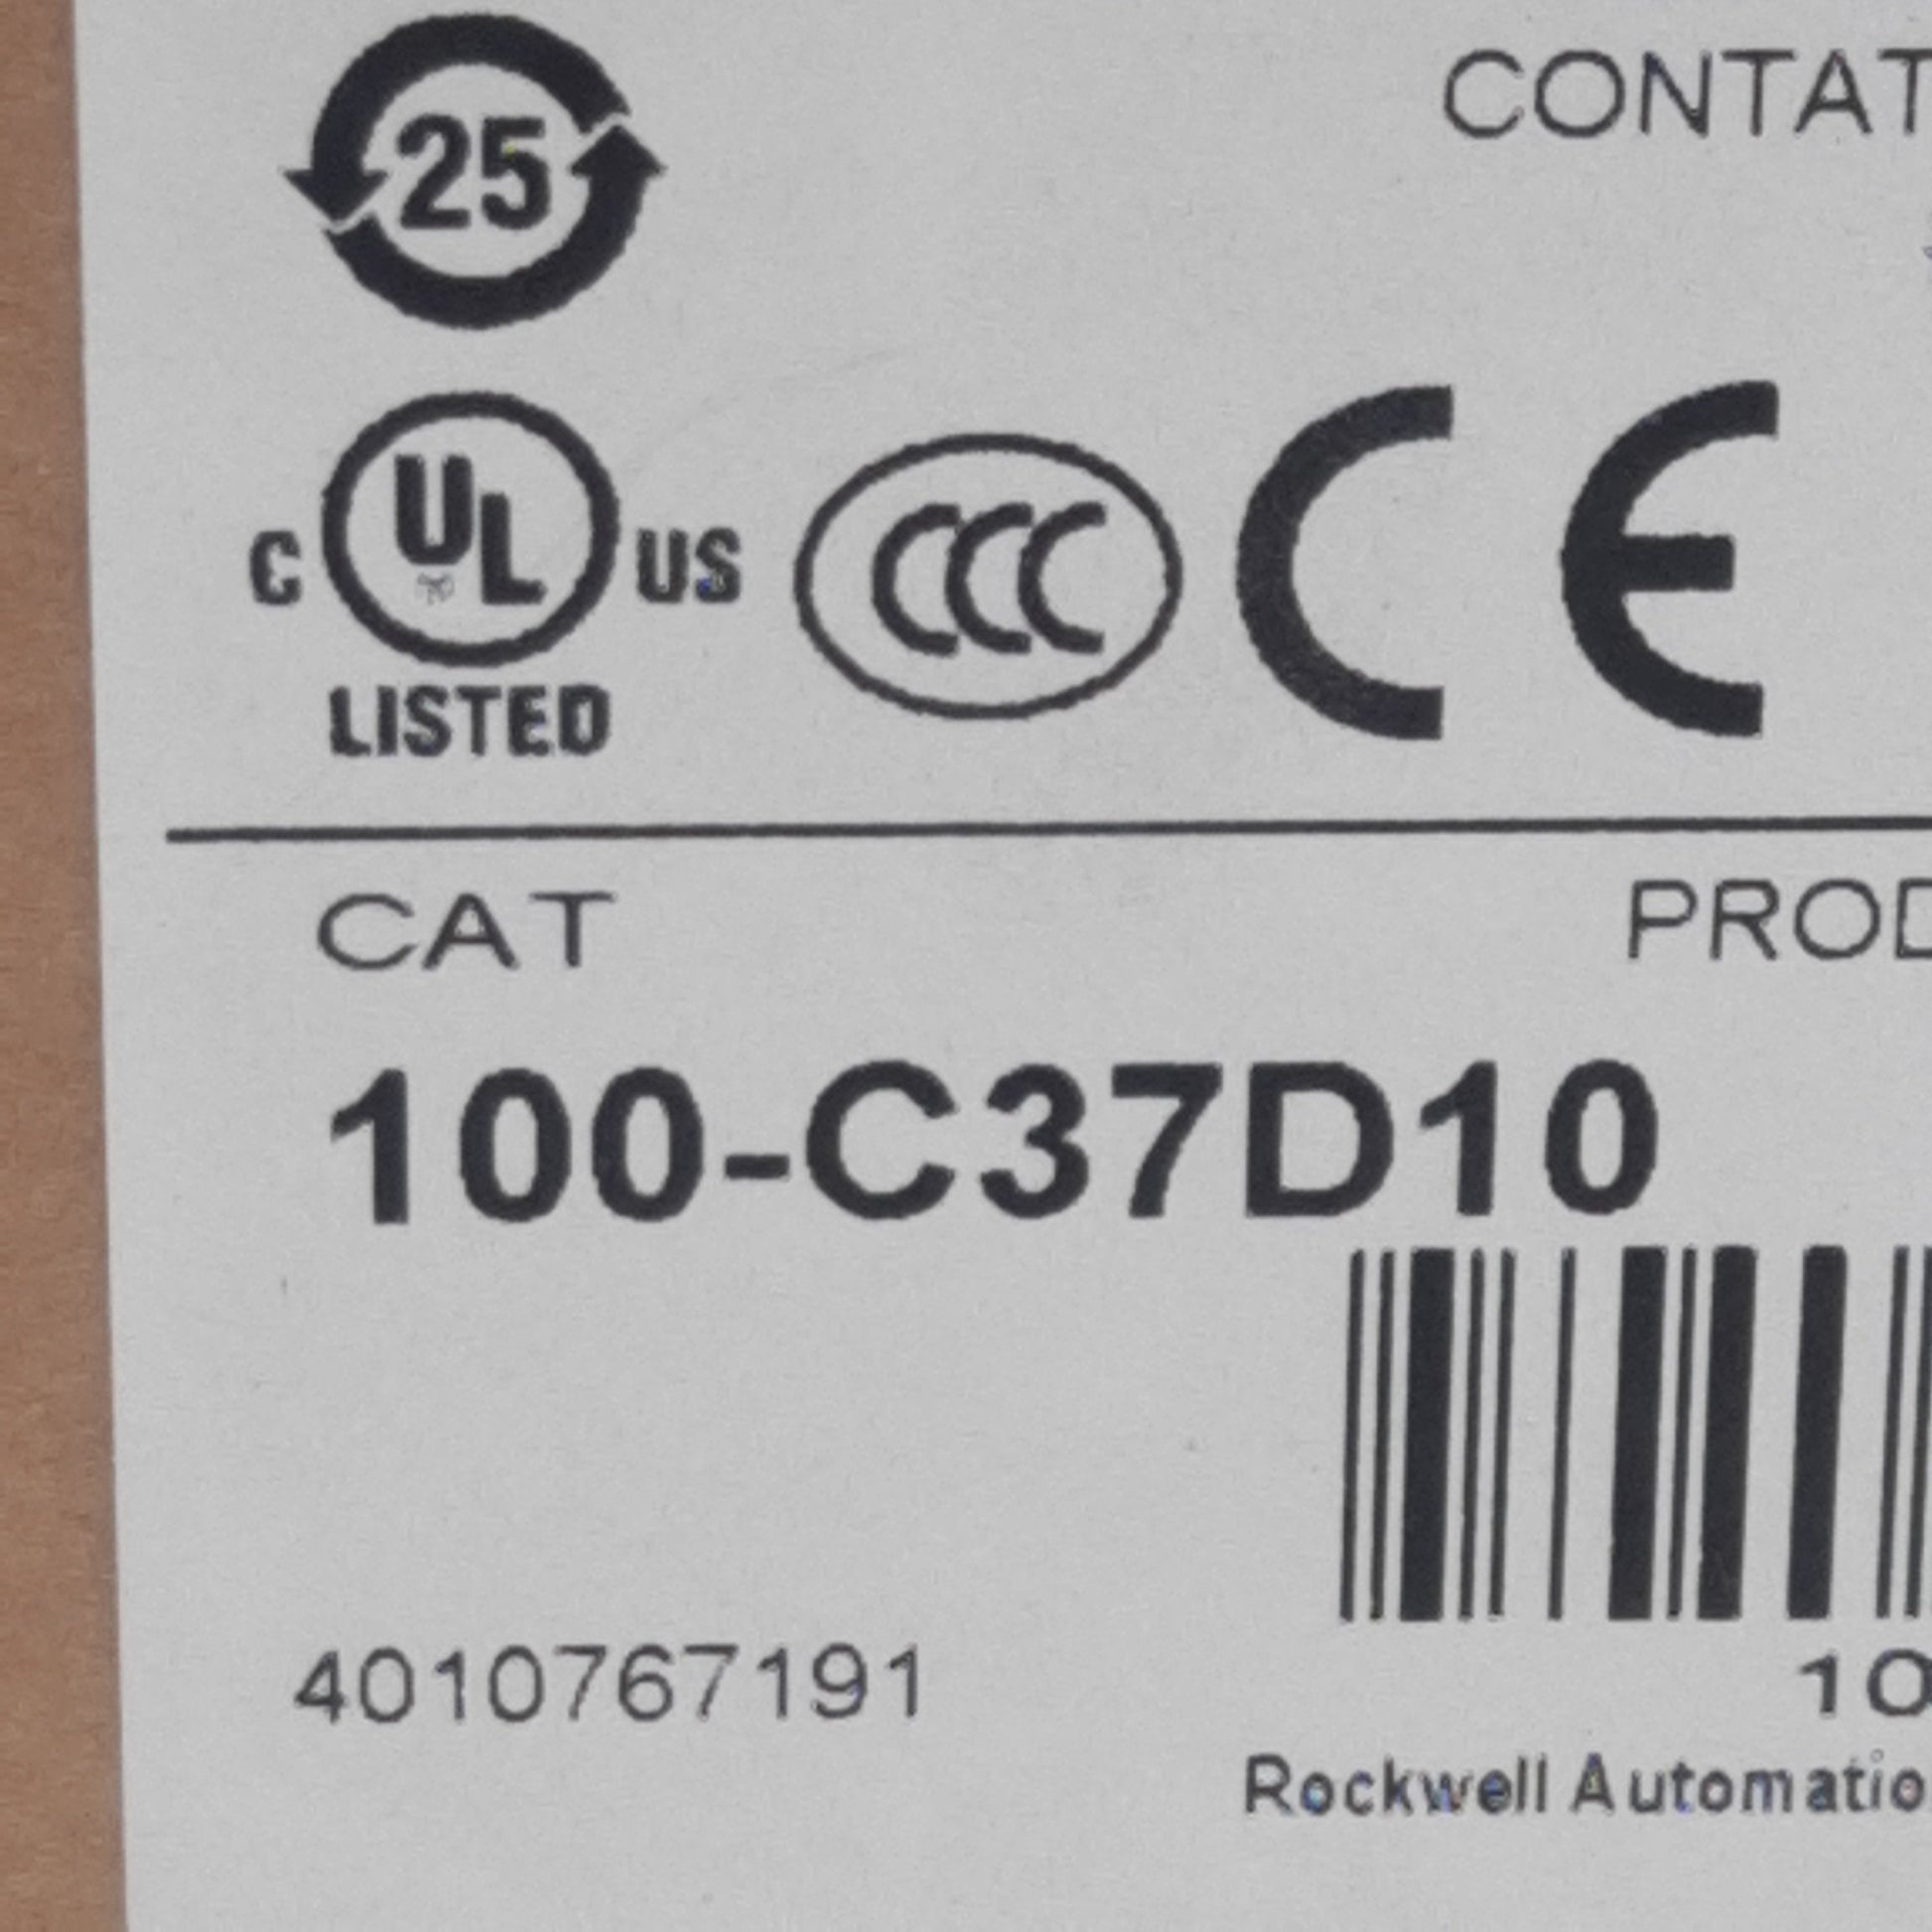 25
CONTAT
C UL US CCC CE
LISTED
CAT PROD
100-C37D10
4010767191 10
Rockwell Automatio